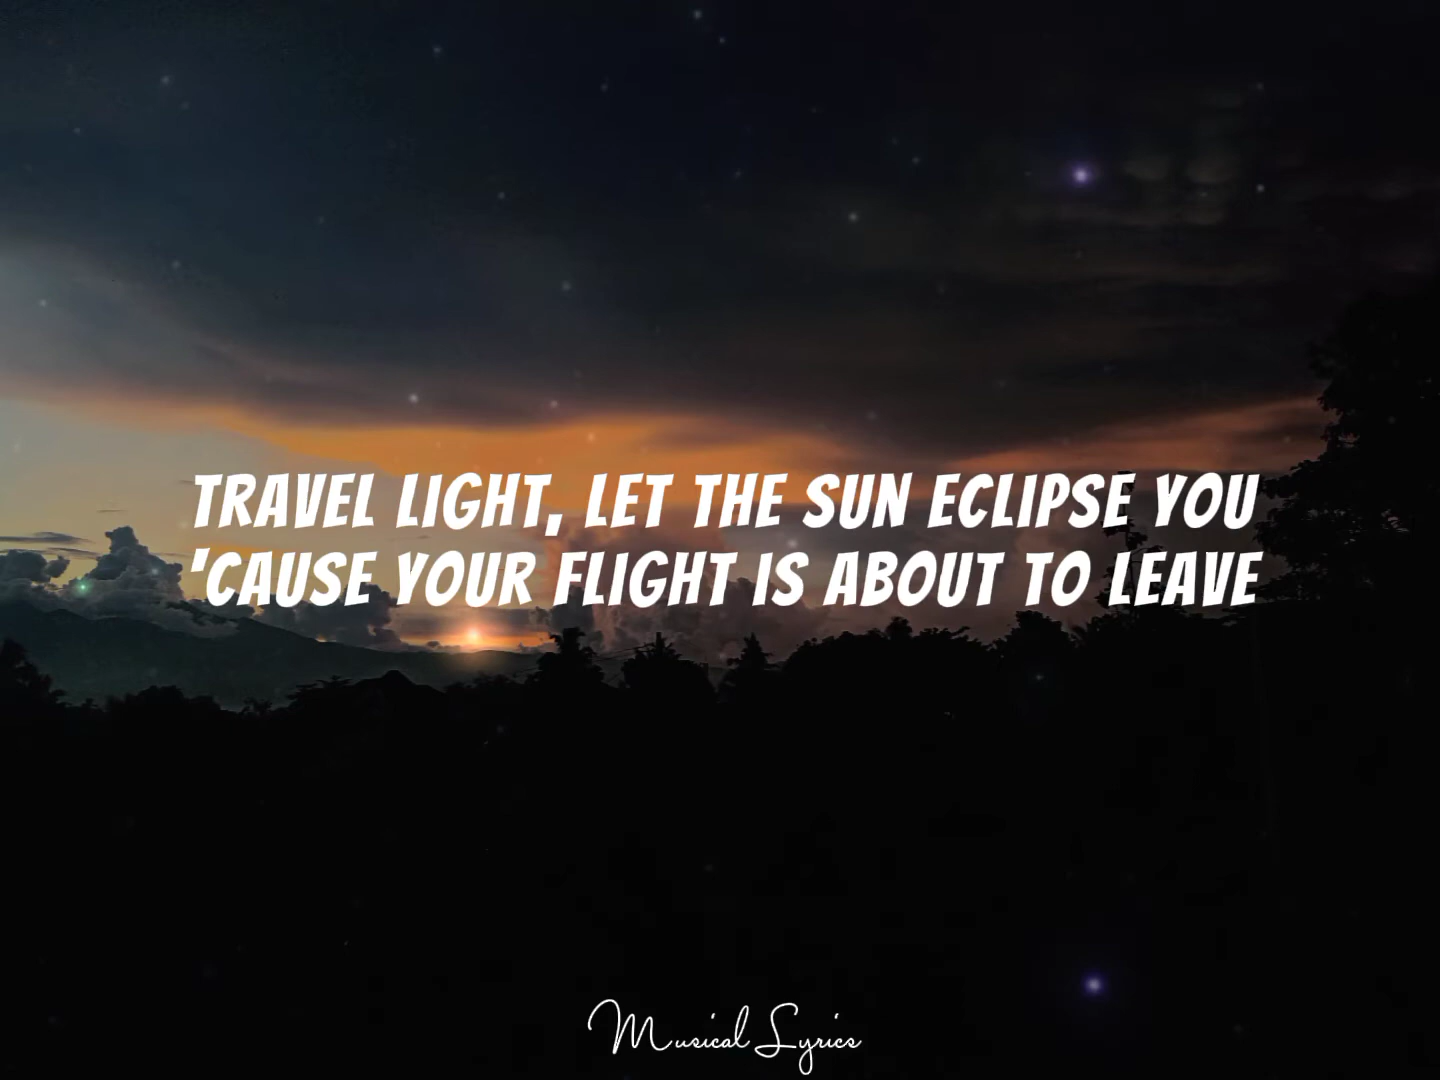 TRAVEL LIGHT, LET THE SUN ECLIPSE YOU
'CAUSE YOUR FLIGHT IS ABOUT TO LEAVE
Musical Lyrics